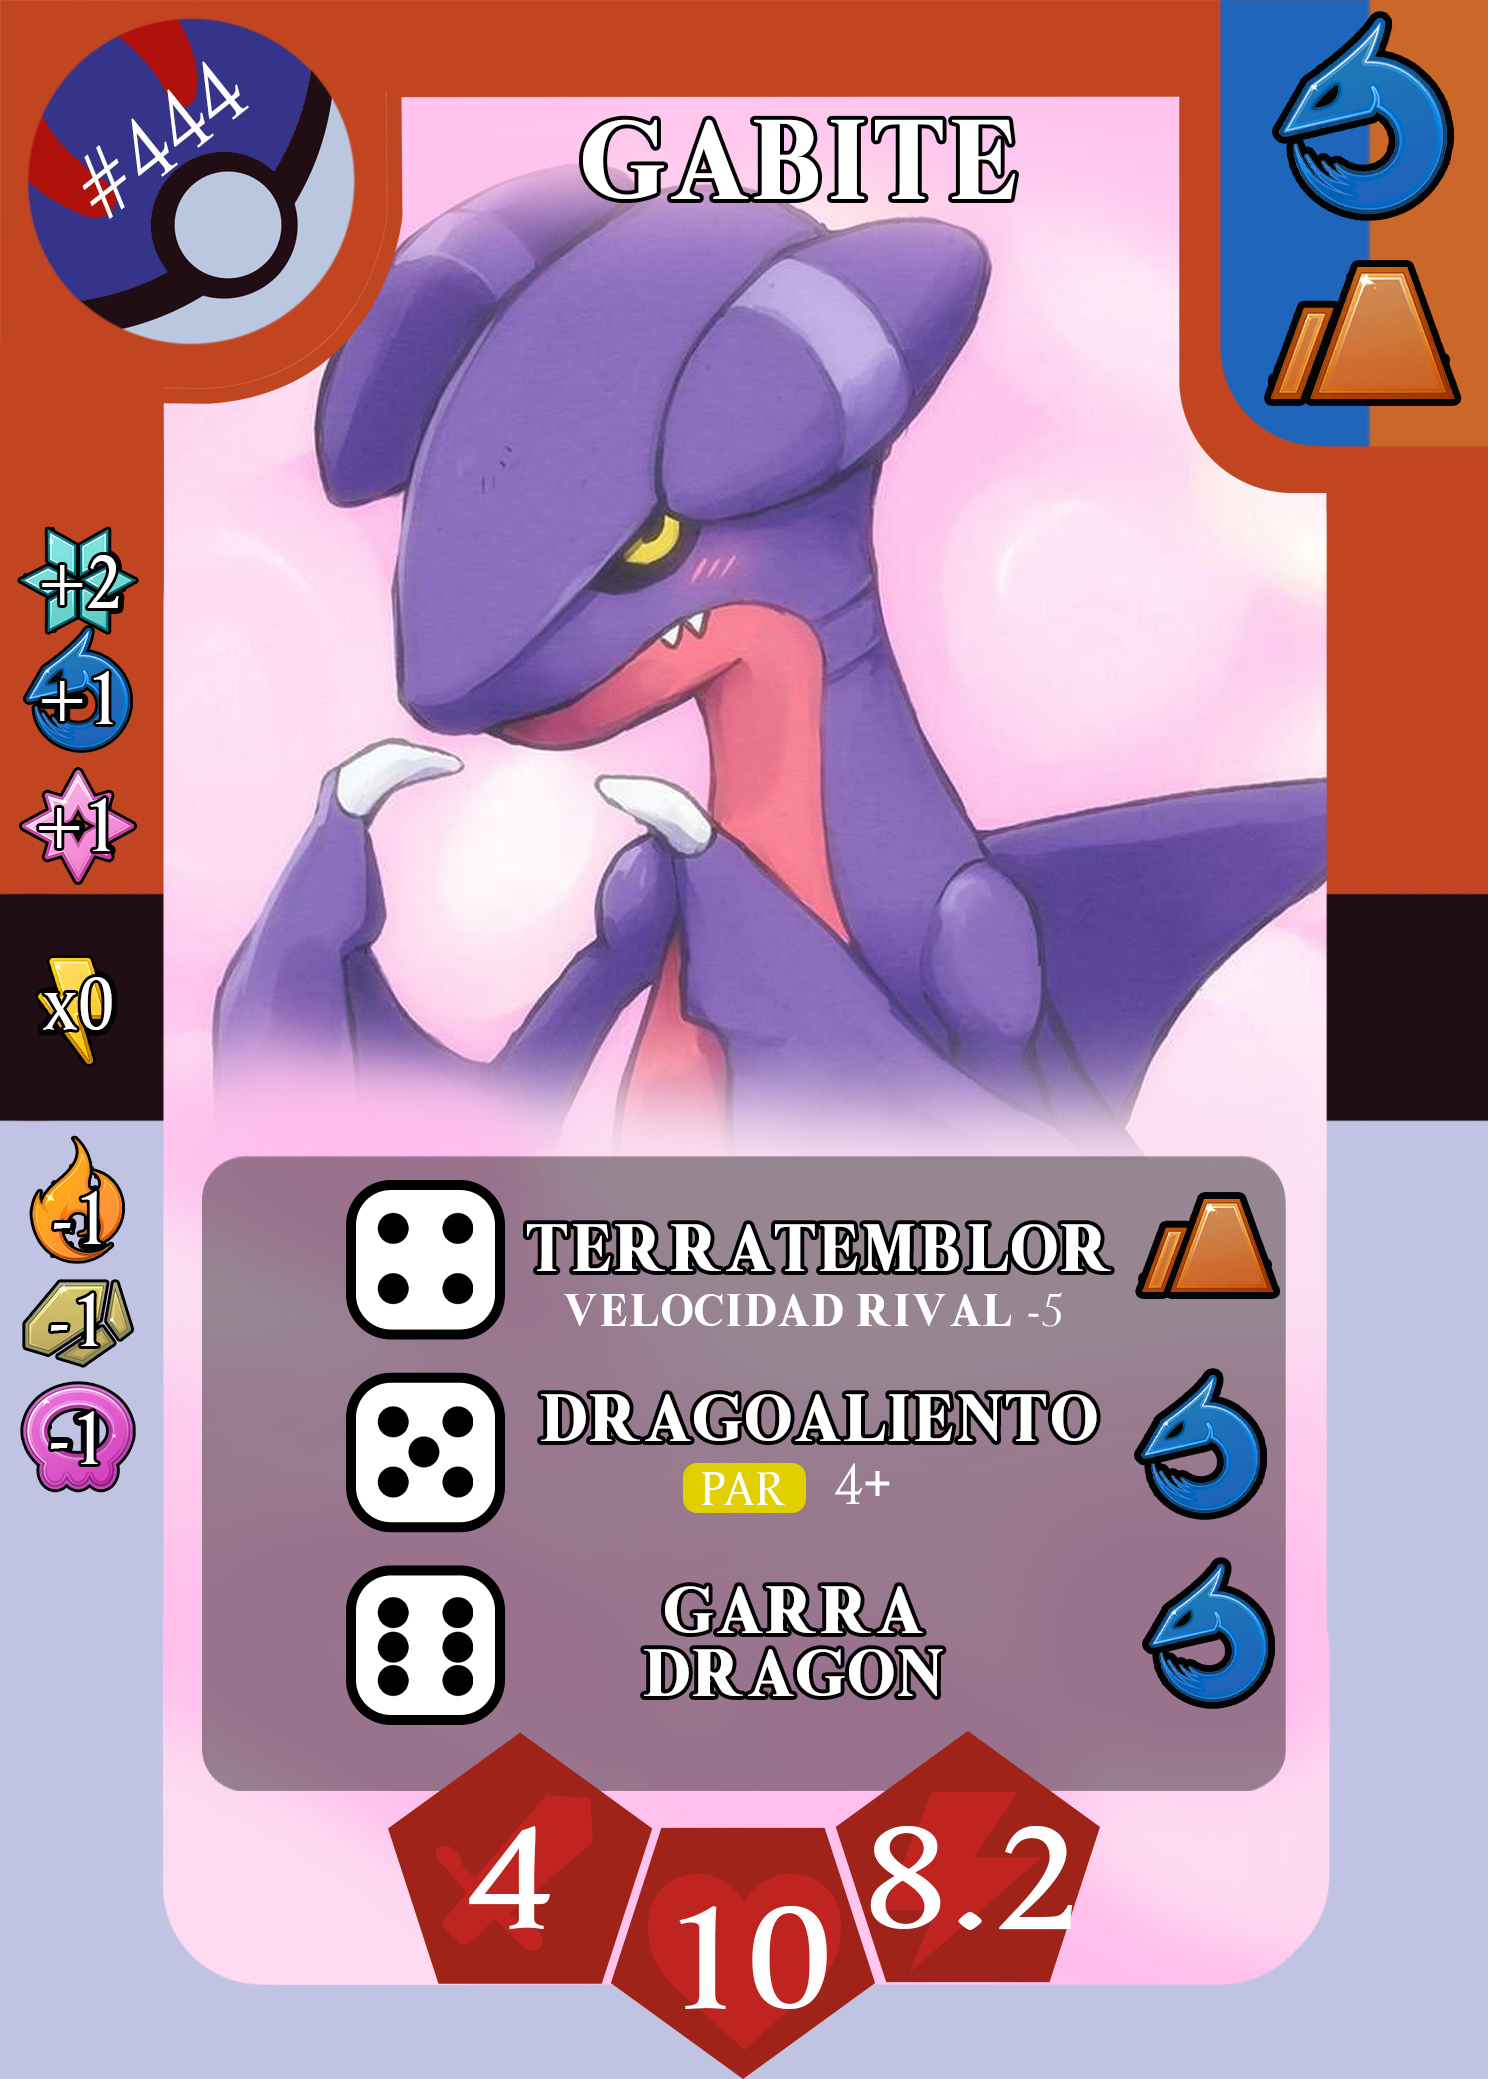 #444
GABITE
+2
+1
+1
x0
-1
-1
-1
TERRATEMBLOR
VELOCIDAD RIVAL -5
DRAGOALIENTO
PAR 4+
GARRA
DRAGON
4
10
8.2